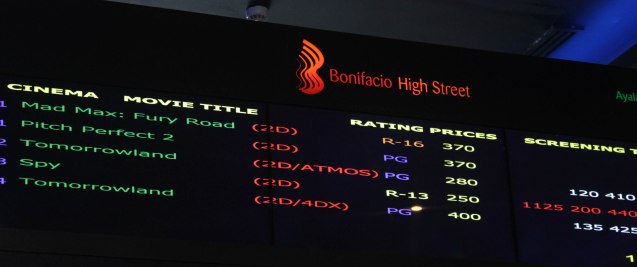 Bonifacio High Street
Ayala
CINEMA MOVIE TITLE RATING PRICES SCREENING T
1 Mad Max: Fury Road (2D) R-16 370
1 Pitch Perfect 2 (2D) PG 370
2 Tomorrowland (2D/ATMOS) PG 280 120 410
3 Spy (2D) R-13 250 1125 200 440
4 Tomorrowland (2D/4DX) PG 400 135 425